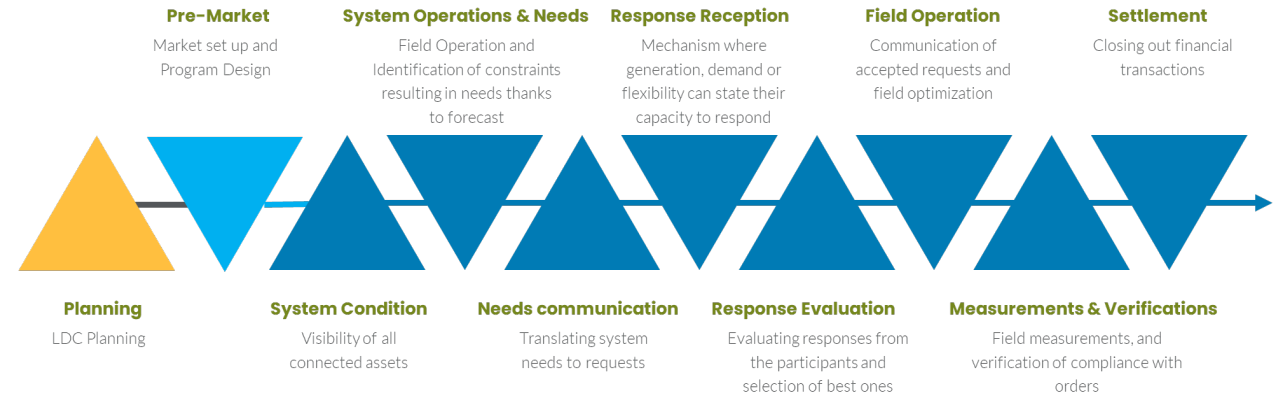 Pre-Market
Market set up and
Program Design
System Operations & Needs
Field Operation and
Identification of constraints
resulting in needs thanks
to forecast
Response Reception
Mechanism where
generation, demand or
flexibility can state their
capacity to respond
Field Operation
Communication of
accepted requests and
field optimization
Settlement
Closing out financial
transactions
Planning
LDC Planning
System Condition
Visibility of all
connected assets
Needs communication
Translating system
needs to requests
Response Evaluation
Evaluating responses from
the participants and
selection of best ones
Measurements & Verifications
Field measurements, and
verification of compliance with
orders